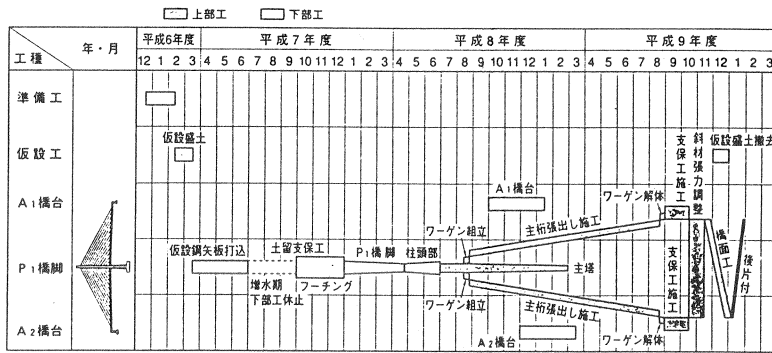 上部工 下部工
年・月
工種
平成6年度 平成7年度 平成8年度 平成9年度
12 1 2 3 4 5 6 7 8 9 10 11 12 1 2 3 4 5 6 7 8 9 10 11 12 1 2 3 4 5 6 7 8 9 10 11 12 1 2 3
準備工
仮設工
仮設盛土
支保工施工
斜材張力調整
仮設盛土撤去
A1橋台
A1橋台
ワーゲン解体
ワーゲン組立
主桁張出し施工
P1橋脚
仮設鋼矢板打込
土留支保工
P1橋脚
柱頭部
主塔
支保工施工
橋面工
後片付
増水期
下部工休止
フーチング
ワーゲン組立
主桁張出し施工
A2橋台
A2橋台
ワーゲン解体